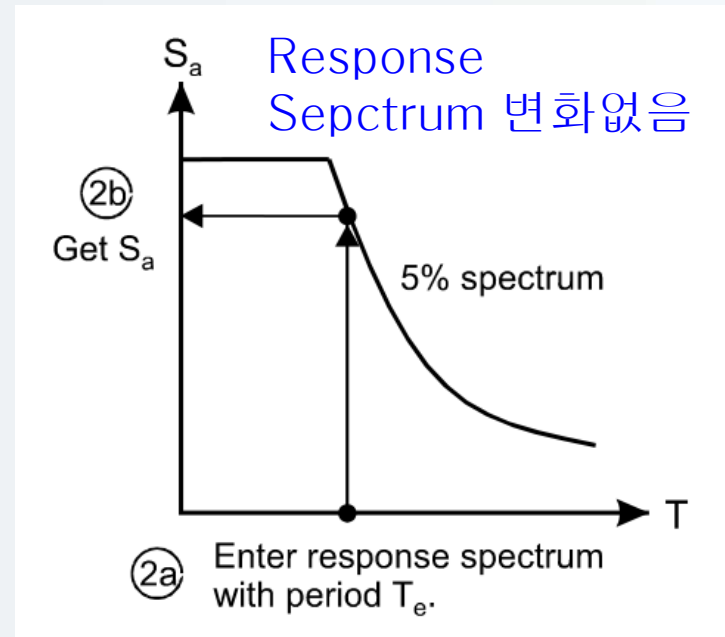 Sa
Response
Sepctrum 변화없음
2b
Get Sa
5% spectrum
T
2a
Enter response spectrum
with period Te.